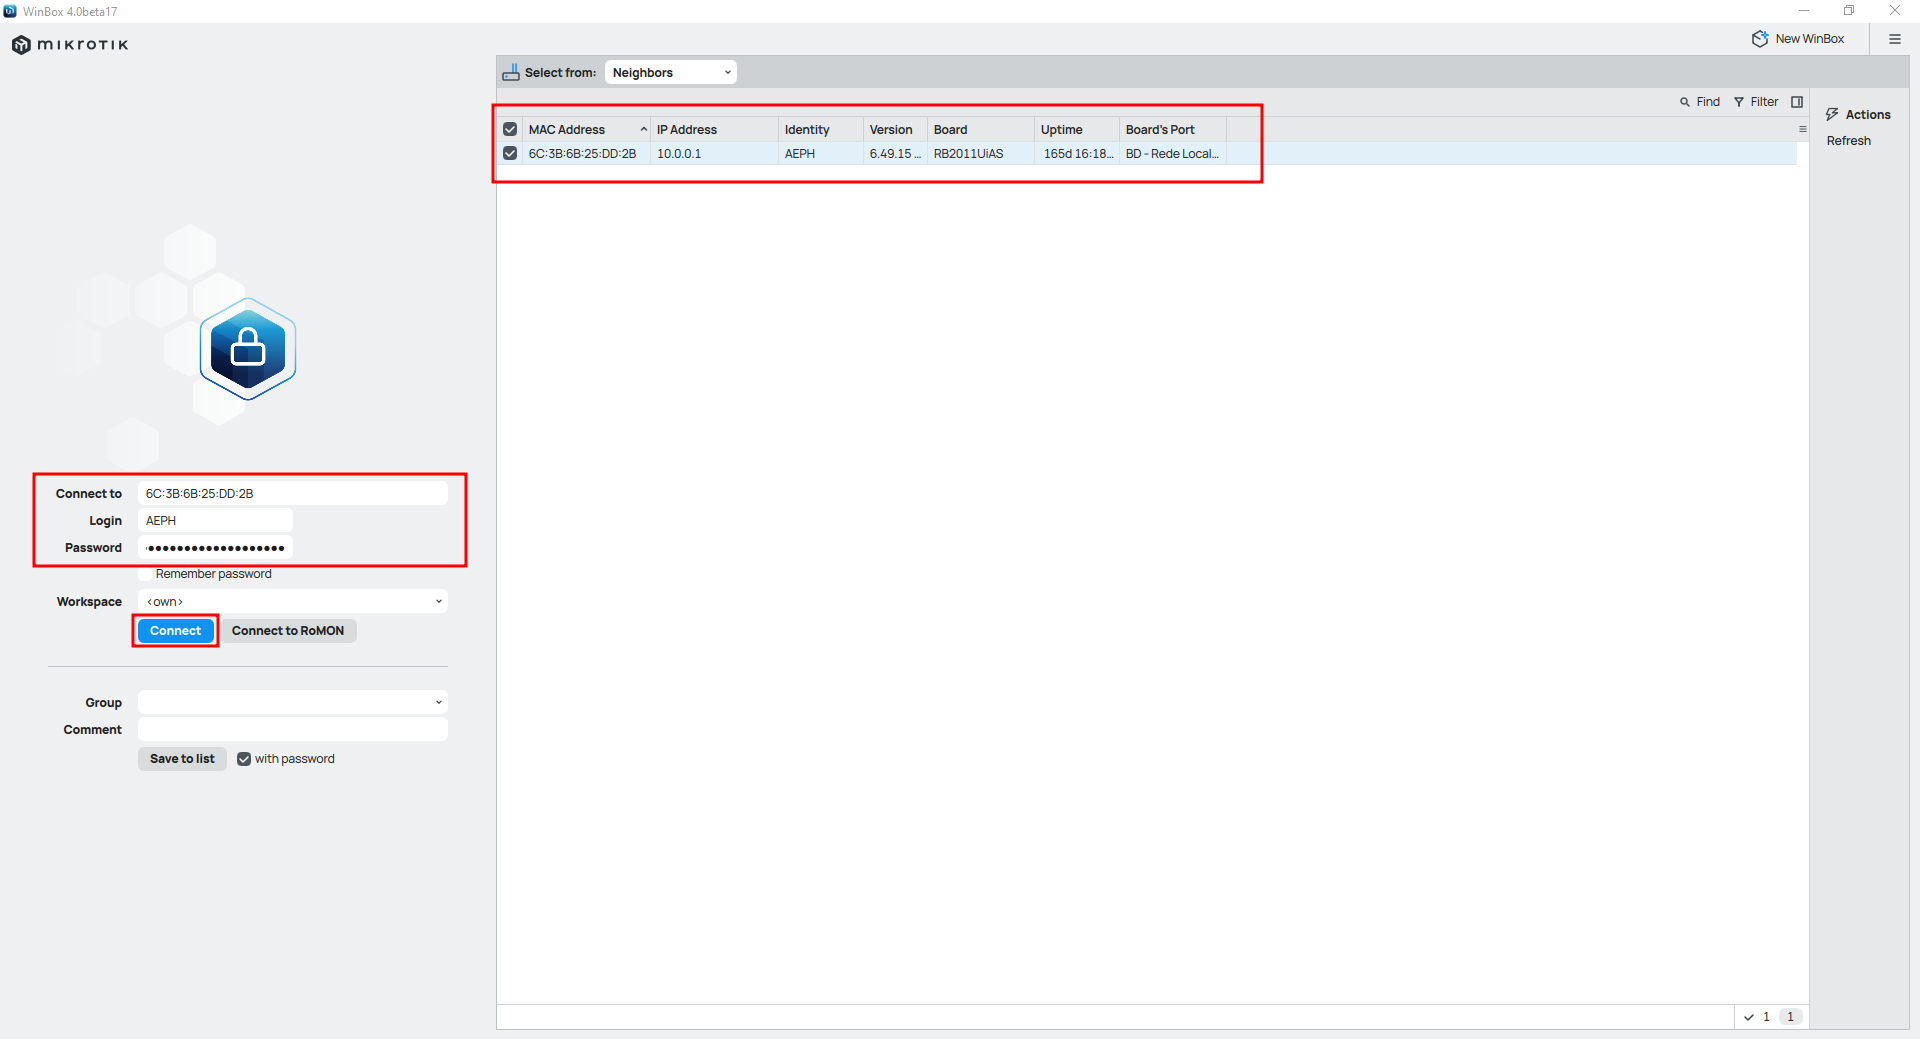 WinBox 4.0beta17
mikrotik
New WinBox
Select from: Neighbors
Find Filter
Actions
Refresh
MAC Address IP Address Identity Version Board Uptime Board's Port
6C:3B:6B:25:DD:2B 10.0.0.1 AEPH 6.49.15 ... RB2011UiAS 165d 16:18... BD - Rede Local...
Connect to 6C:3B:6B:25:DD:2B
Login AEPH
Password ●●●●●●●●●●●●●●●●●●●
Remember password
Workspace <own>
Connect Connect to RoMON
Group
Comment
Save to list with password
1 1